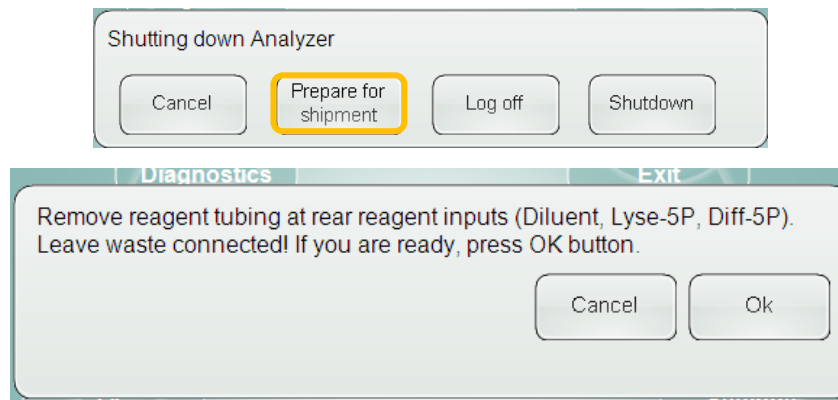 Shutting down Analyzer
Cancel
Prepare for
shipment
Log off
Shutdown
Diagnostics
Exit
Remove reagent tubing at rear reagent inputs (Diluent, Lyse-5P, Diff-5P).
Leave waste connected! If you are ready, press OK button.
Cancel
Ok